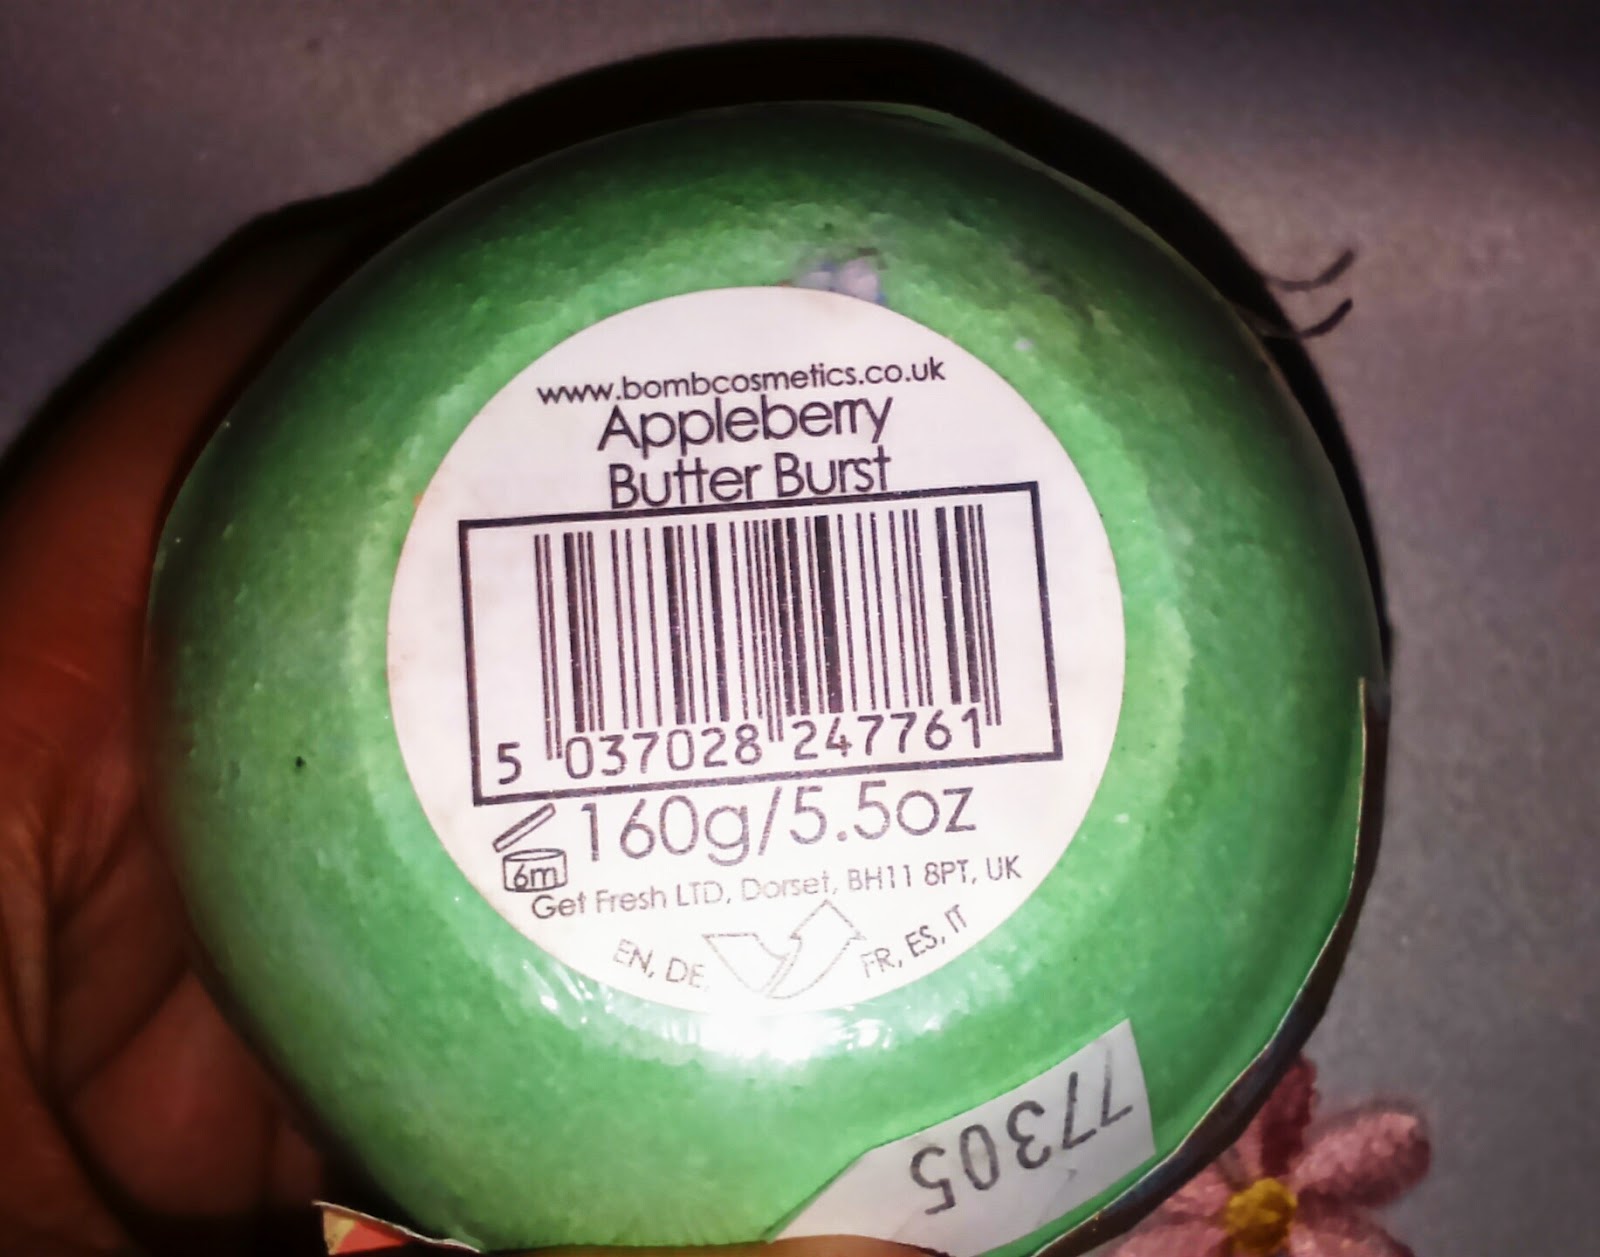 www.bombcosmetics.co.uk
Appleberry
Butter Burst
5 037028 247761
160g/5.5oz
6m
Get Fresh LTD, Dorset, BH11 8PT, UK
EN, DE, FR, ES, IT
77305